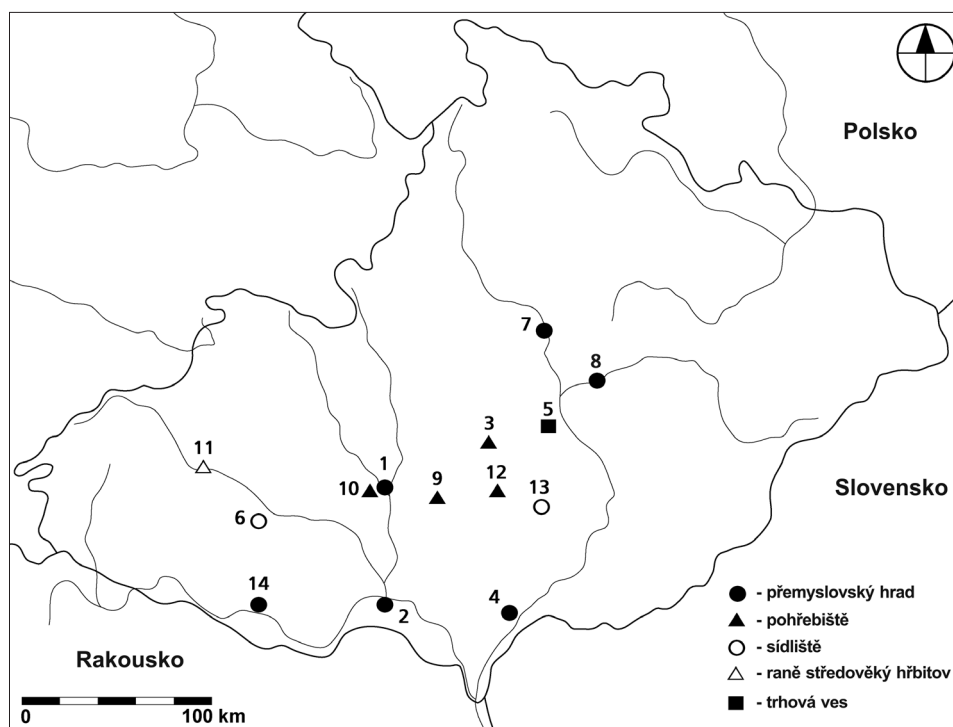 Polsko
7
8
5
3
11
1
10
9
12
13
Slovensko
6
14
2
4
- přemyslovský hrad
- pohřebiště
- sídliště
- raně středověký hřbitov
- trhová ves
Rakousko
0 100 km